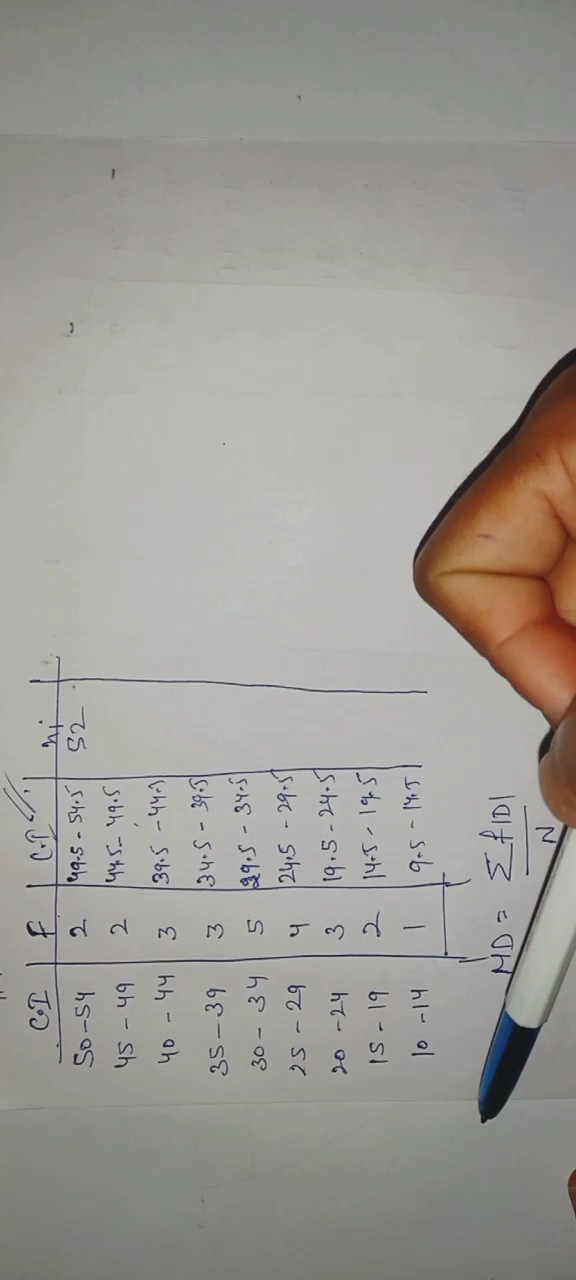 C.I f C.I xi
50-54 2 49.5-54.5 52
45-49 2 44.5-49.5
40-44 3 39.5-44.5
35-39 3 34.5-39.5
30-34 5 29.5-34.5
25-29 4 24.5-29.5
20-24 3 19.5-24.5
15-19 2 14.5-19.5
10-14 1 9.5-14.5
MD = Σf|D|
N